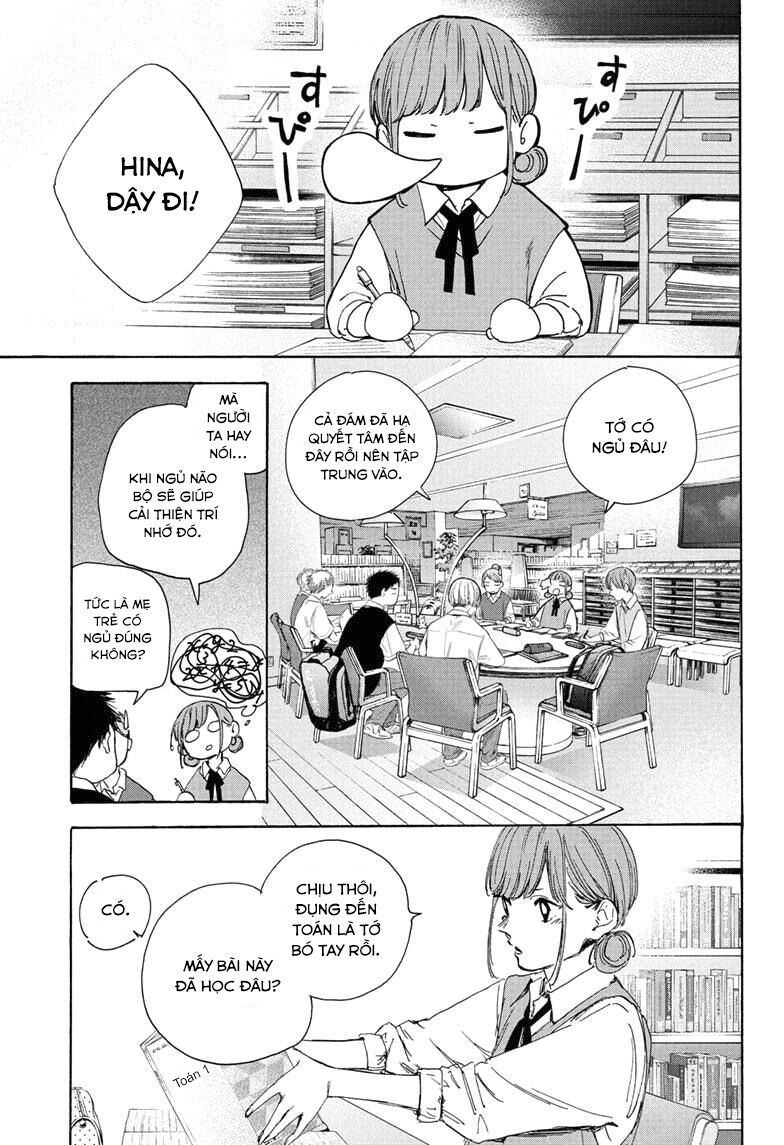 すぴー
すぴー
HINA,
DẬY ĐI!
TỚ CÓ
NGỦ ĐÂU!
CẢ ĐÁM ĐÃ HẠ
QUYẾT TÂM ĐẾN
ĐÂY RỒI NÊN TẬP
TRUNG VÀO.
MÀ
NGƯỜI
TA HAY
NÓI...
KHI NGỦ NÃO
BỘ SẼ GIÚP
CẢI THIỆN TRÍ
NHỚ ĐÓ.
TỨC LÀ MẸ
TRẺ CÓ
NGỦ ĐÚNG
KHÔNG?
CHỊU THÔI,
ĐỤNG ĐẾN
TOÁN LÀ TỚ
BÓ TAY RỒI.
MẤY BÀI NÀY
ĐÃ HỌC ĐÂU?
CÓ.
Toán 1